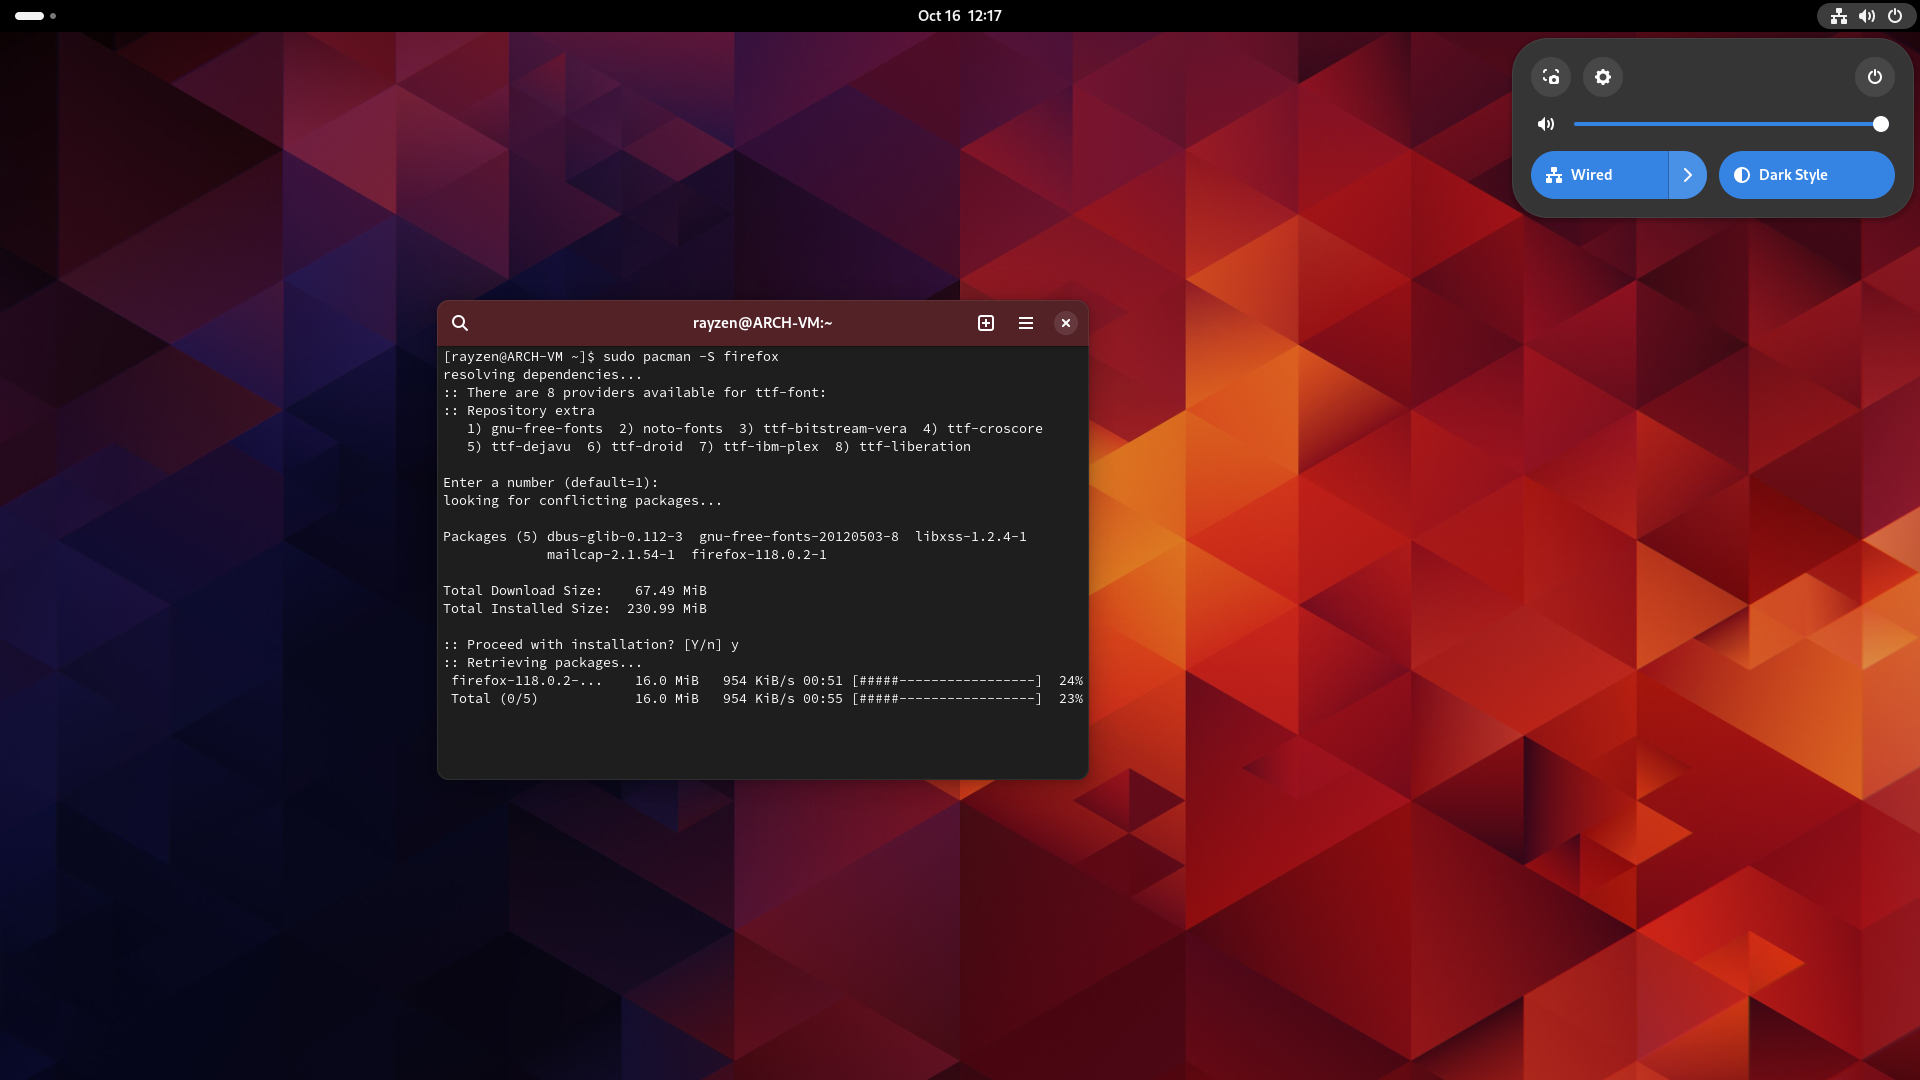 Oct 16  12:17
Wired
Dark Style
rayzen@ARCH-VM:~
[rayzen@ARCH-VM ~]$ sudo pacman -S firefox
resolving dependencies...
:: There are 8 providers available for ttf-font:
:: Repository extra
   1) gnu-free-fonts  2) noto-fonts  3) ttf-bitstream-vera  4) ttf-croscore
   5) ttf-dejavu  6) ttf-droid  7) ttf-ibm-plex  8) ttf-liberation
Enter a number (default=1):
looking for conflicting packages...
Packages (5) dbus-glib-0.112-3  gnu-free-fonts-20120503-8  libxss-1.2.4-1
             mailcap-2.1.54-1  firefox-118.0.2-1
Total Download Size:    67.49 MiB
Total Installed Size:  230.99 MiB
:: Proceed with installation? [Y/n] y
:: Retrieving packages...
 firefox-118.0.2-...    16.0 MiB   954 KiB/s 00:51 [#####-----------------]  24%
 Total (0/5)            16.0 MiB   954 KiB/s 00:55 [#####-----------------]  23%